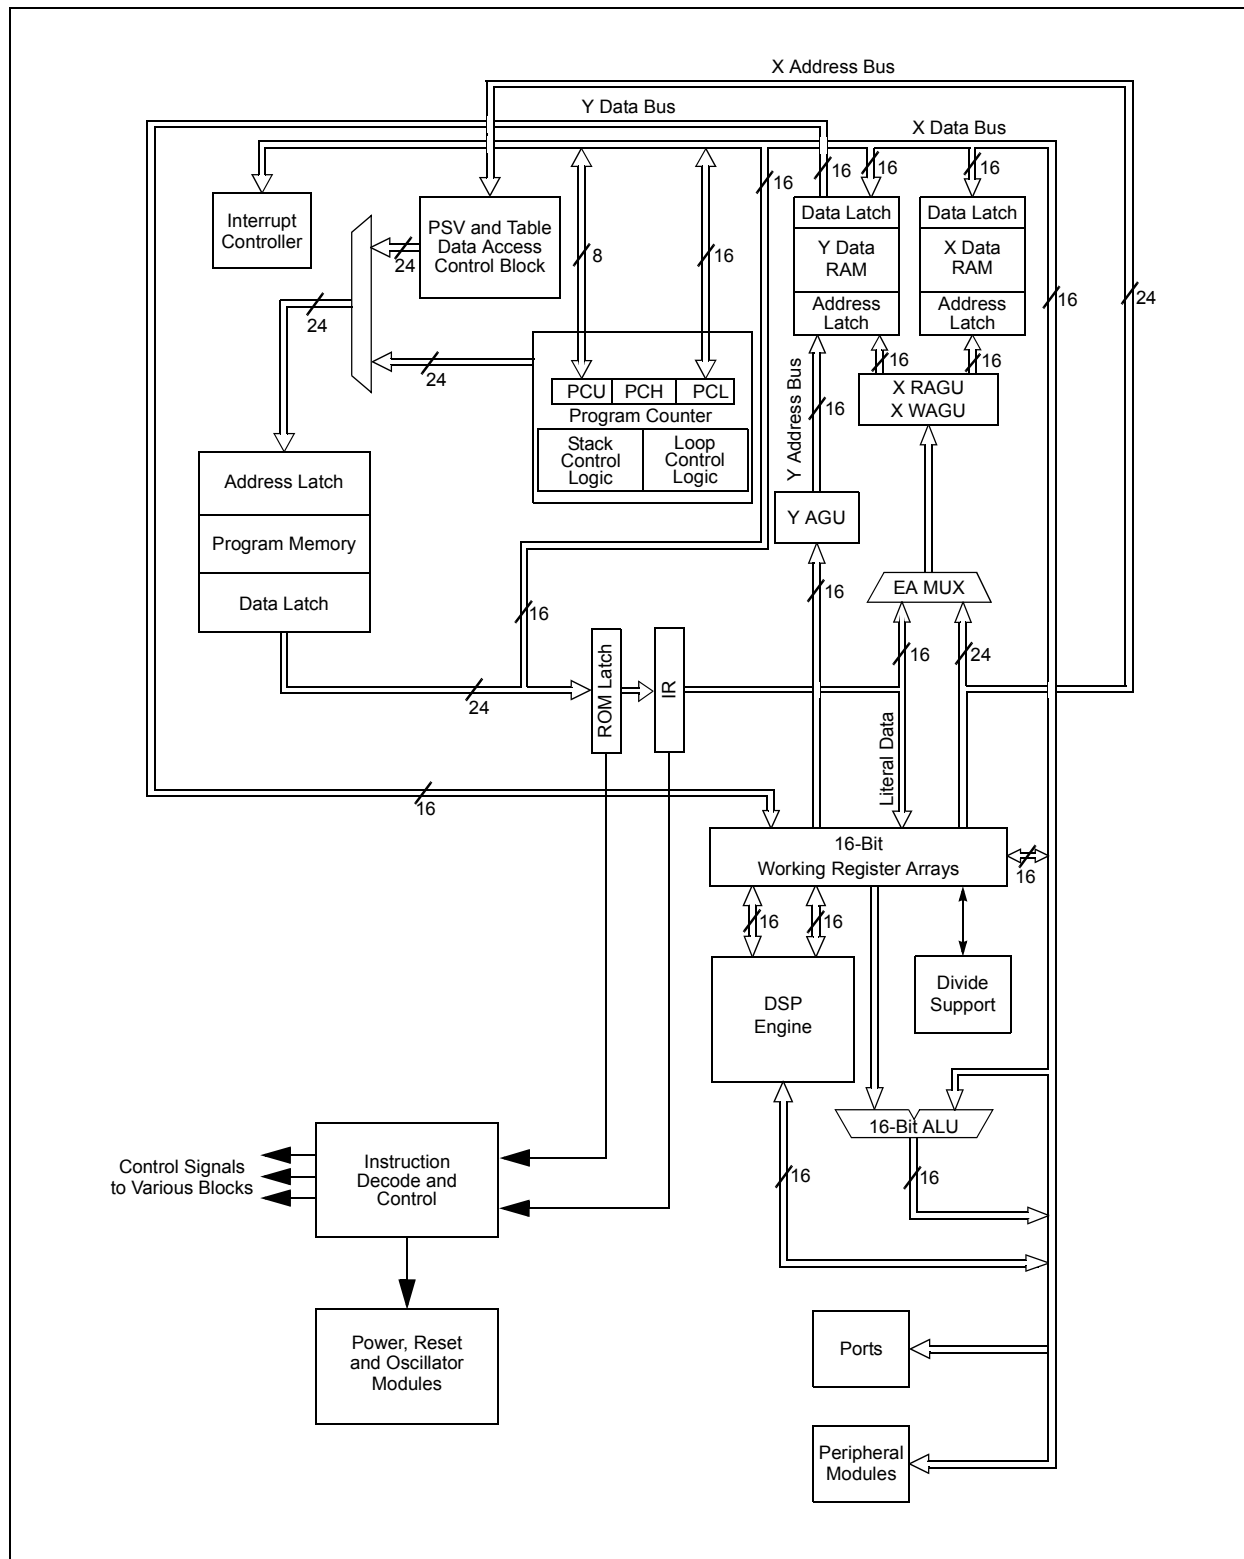 X Address Bus
Y Data Bus
X Data Bus
16
16
16
16
Interrupt
Controller
PSV and Table
Data Access
Control Block
24
8
16
Data Latch
Y Data
RAM
Address
Latch
Data Latch
X Data
RAM
Address
Latch
16
24
24
24
16
16
PCU
PCH
PCL
Program Counter
Stack
Control
Logic
Loop
Control
Logic
X RAGU
X WAGU
Y Address Bus
16
Address Latch
Program Memory
Data Latch
Y AGU
EA MUX
16
16
16
24
24
ROM Latch
IR
Literal Data
16
16-Bit
Working Register Arrays
16
16
16
DSP
Engine
Divide
Support
16-Bit ALU
16
16
Control Signals
to Various Blocks
Instruction
Decode and
Control
Power, Reset
and Oscillator
Modules
Ports
Peripheral
Modules